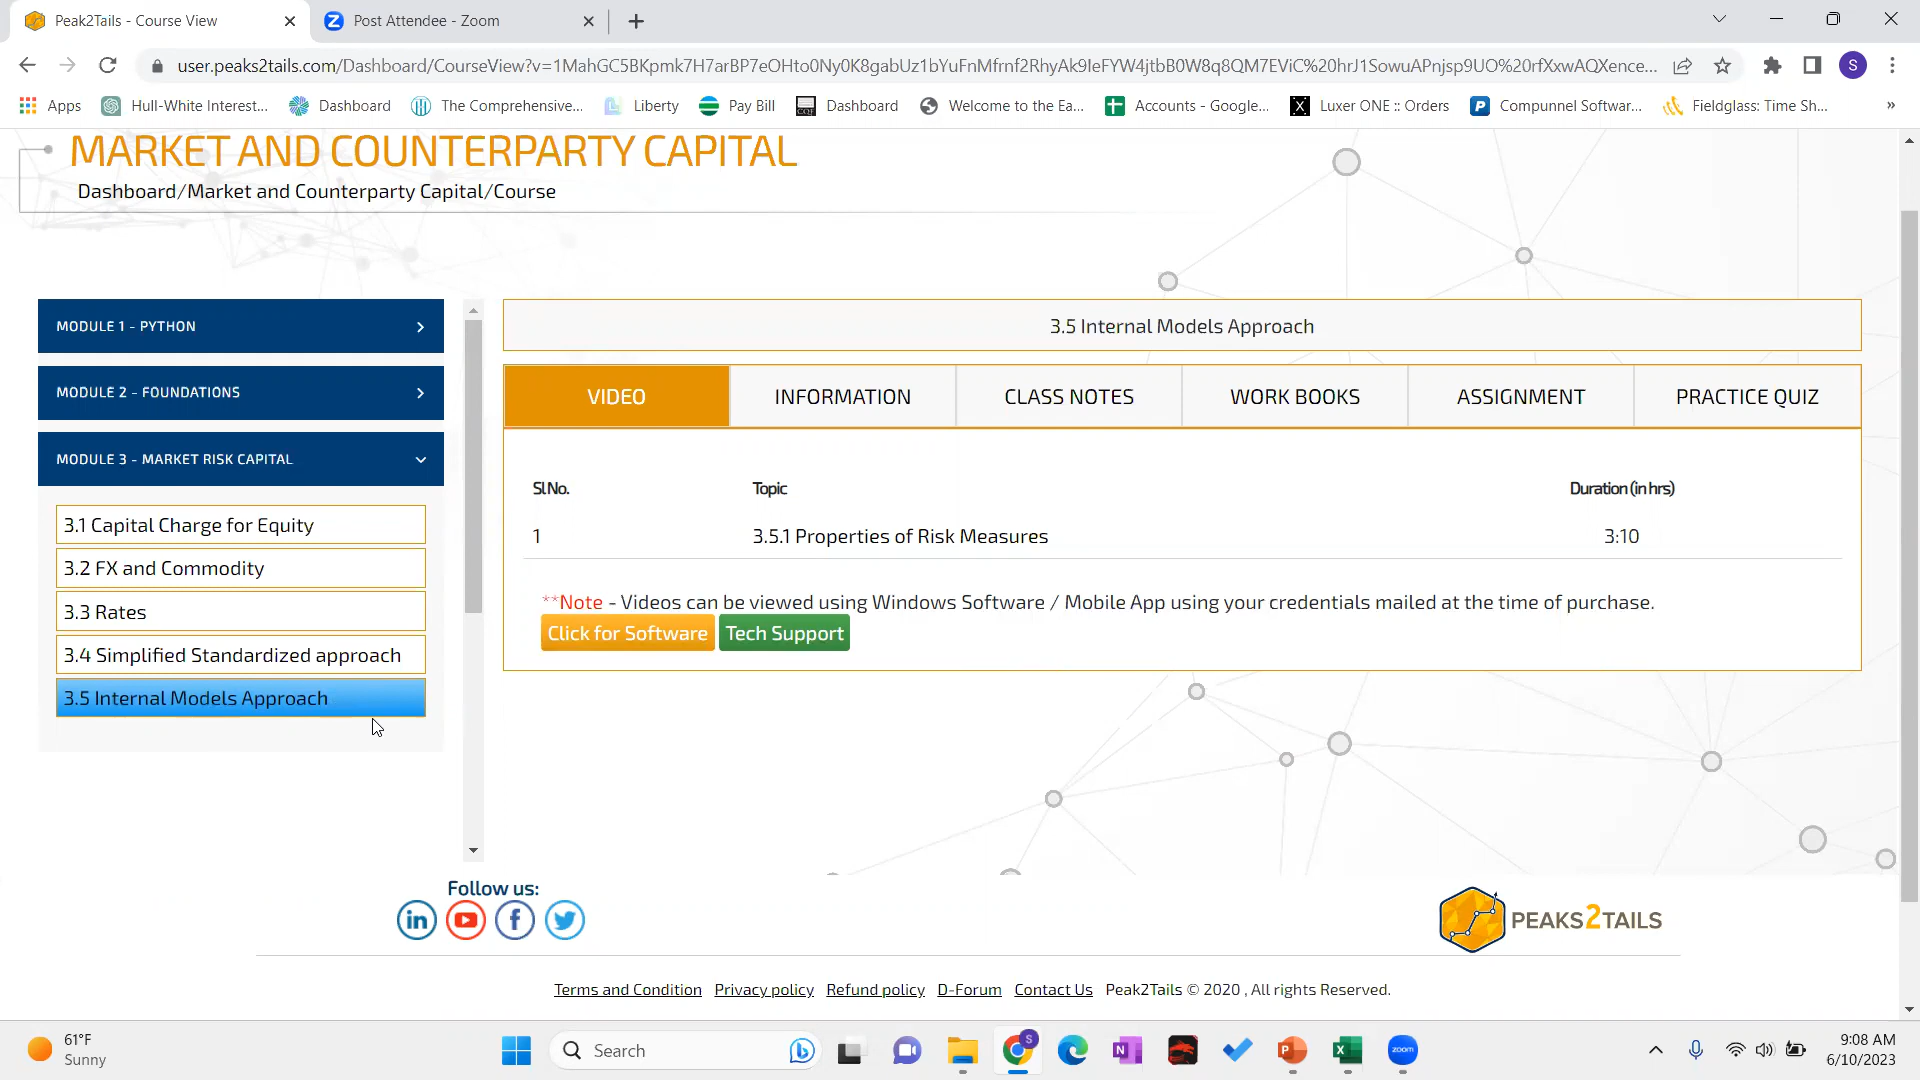 Peak2Tails - Course View
Post Attendee - Zoom
user.peaks2tails.com/Dashboard/CourseView?v=1MahGC5BKpmk7H7arBP7eOHto0Ny0K8gabUz1bYuFnMfrnf2RhyAk9IeFYW4jtbB0W8q8QM7EViC%20hrJ1SowuAPnjsp9UO%20rfXxwAQXence...
S
Apps
Hull-White Interest...
Dashboard
The Comprehensive...
Liberty
Pay Bill
Dashboard
Welcome to the Ea...
Accounts - Google...
Luxer ONE :: Orders
Compunnel Softwar...
Fieldglass: Time Sh...
MARKET AND COUNTERPARTY CAPITAL
Dashboard/Market and Counterparty Capital/Course
MODULE 1 - PYTHON
MODULE 2 - FOUNDATIONS
MODULE 3 - MARKET RISK CAPITAL
3.1 Capital Charge for Equity
3.2 FX and Commodity
3.3 Rates
3.4 Simplified Standardized approach
3.5 Internal Models Approach
3.5 Internal Models Approach
VIDEO INFORMATION CLASS NOTES WORK BOOKS ASSIGNMENT PRACTICE QUIZ
Sl.No. Topic Duration (in hrs)
1 3.5.1 Properties of Risk Measures 3:10
**Note - Videos can be viewed using Windows Software / Mobile App using your credentials mailed at the time of purchase.
Click for Software Tech Support
Follow us:
PEAKS2TAILS
Terms and Condition Privacy policy Refund policy D-Forum Contact Us Peak2Tails © 2020 , All rights Reserved.
61°F
Sunny
Search
S
zoom
9:08 AM
6/10/2023